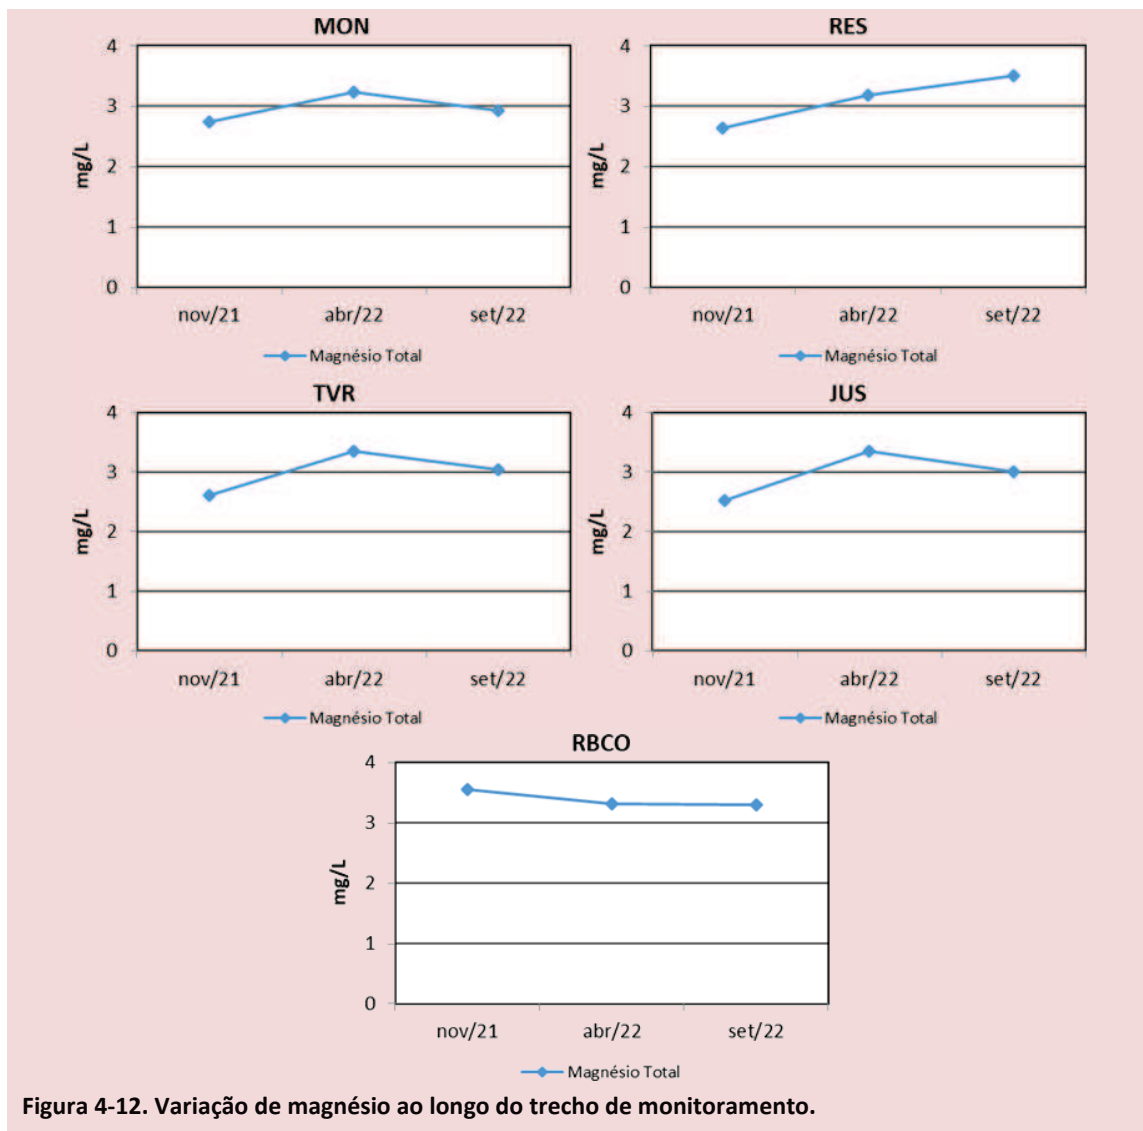 MON
4
3
2
1
0
mg/L
nov/21 abr/22 set/22
Magnésio Total
RES
4
3
2
1
0
mg/L
nov/21 abr/22 set/22
Magnésio Total
TVR
4
3
2
1
0
mg/L
nov/21 abr/22 set/22
Magnésio Total
JUS
4
3
2
1
0
mg/L
nov/21 abr/22 set/22
Magnésio Total
RBCO
4
3
2
1
0
mg/L
nov/21 abr/22 set/22
Magnésio Total
Figura 4-12. Variação de magnésio ao longo do trecho de monitoramento.